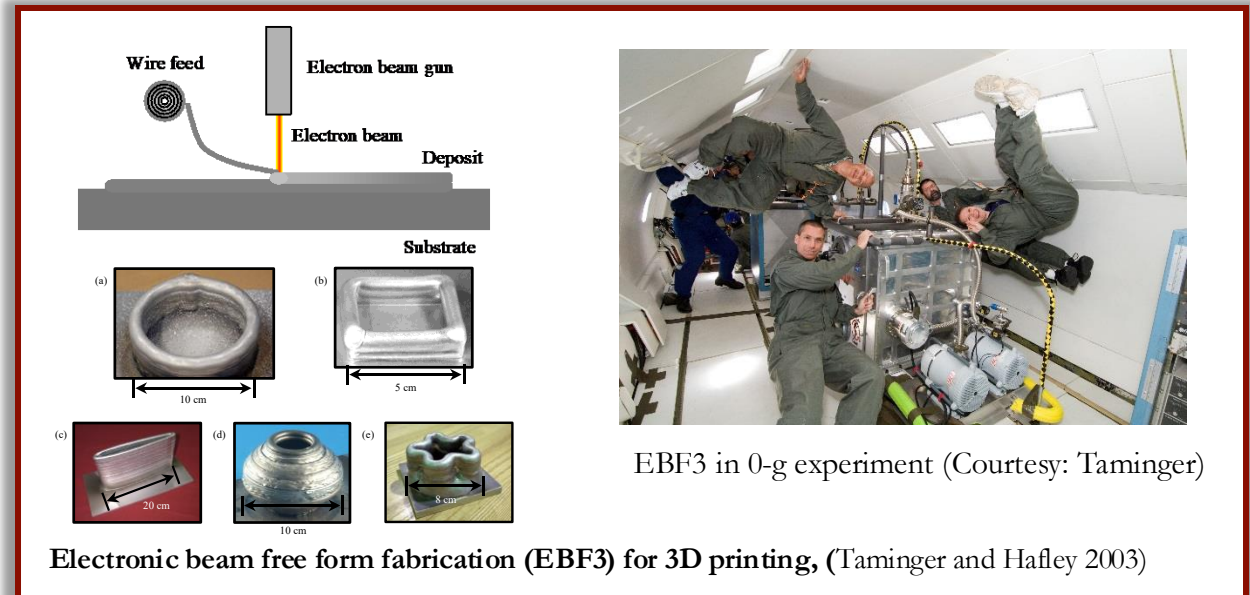 Wire feed
Electron beam gun
Electron beam
Deposit
Substrate
(a)
10 cm
(b)
5 cm
(c)
20 cm
(d)
10 cm
(e)
8 cm
EBF3 in 0-g experiment (Courtesy: Taminger)
Electronic beam free form fabrication (EBF3) for 3D printing, (Taminger and Hafley 2003)